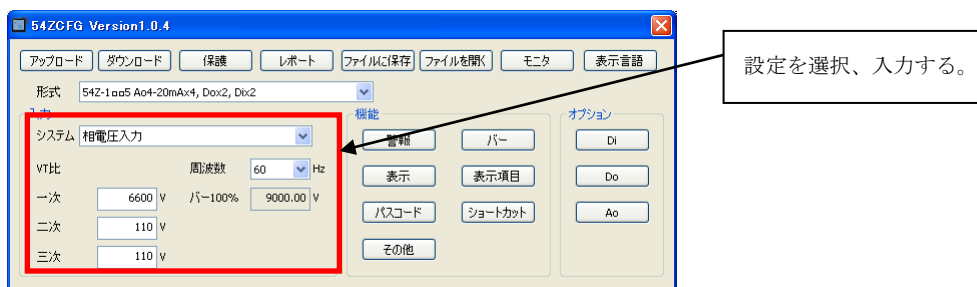 54ZCFG Version1.0.4
アップロード ダウンロード 保護 レポート ファイルに保存 ファイルを開く モニタ 表示言語
設定を選択、入力する。
形式 54Z-1□□5 Ao4-20mAx4, Dox2, Dix2
入力 機能 オプション
システム 相電圧入力 警報 バー Di
VT比 周波数 60 Hz 表示 表示項目 Do
一次 6600 V バー100% 9000.00 V パスコード ショートカット Ao
二次 110 V その他
三次 110 V